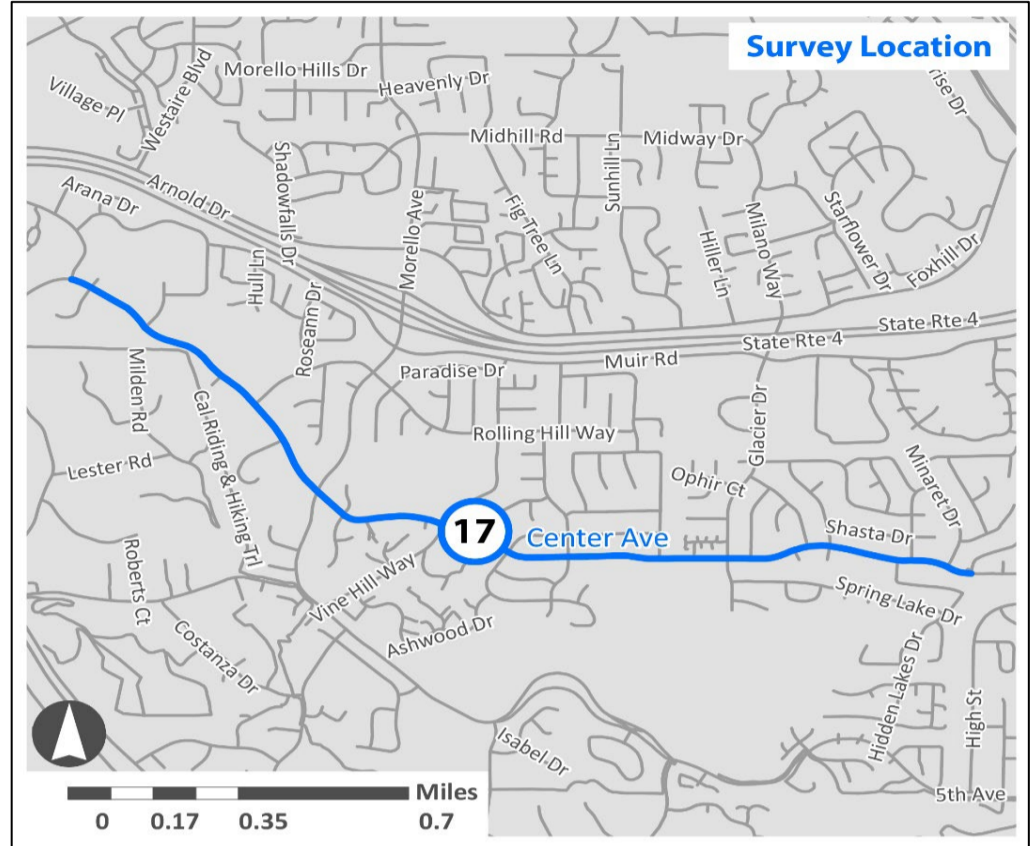 Survey Location
rise Dr
Morello Hills Dr
Heavenly Dr
Village Pl
Westaire Blvd
Midhill Rd
Midway Dr
Sunhill Ln
Shadowfalls Dr
Arnold Dr
Arana Dr
Morello Ave
Fig Tree Ln
Hiller Ln
Milano Way
Starflower Dr
Foxhill Dr
Hull Ln
Roseann Dr
State Rte 4
State Rte 4
Muir Rd
Paradise Dr
Milden Rd
Cal Riding & Hiking Trl
Rolling Hill Way
Glacier Dr
Lester Rd
Ophir Ct
Minaret Dr
17
Center Ave
Shasta Dr
Roberts Ct
Vine Hill Way
Spring Lake Dr
Ashwood Dr
Costanza Dr
Hidden Lakes Dr
High St
Isabel Dr
5th Ave
Miles
0 0.17 0.35 0.7